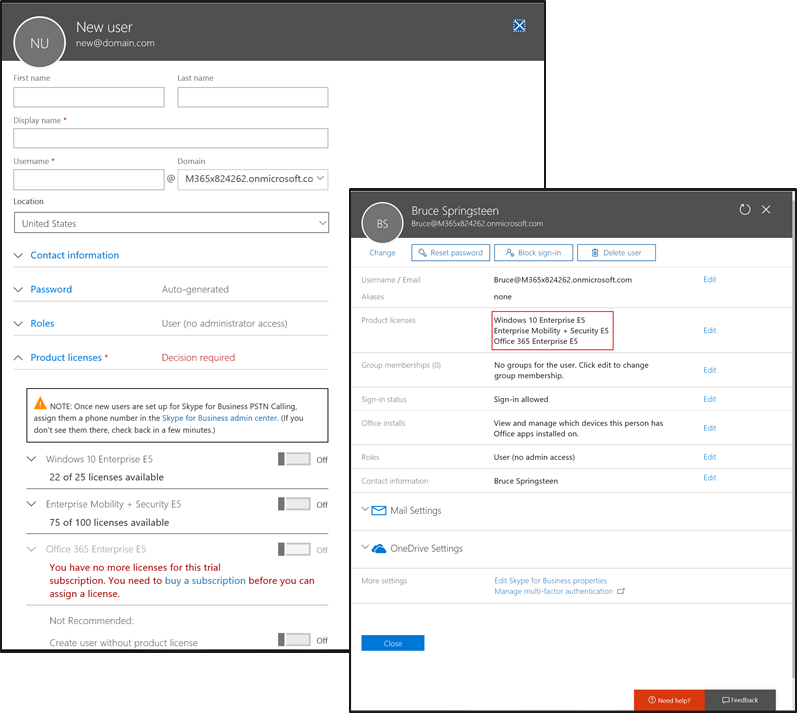 NU
New user
new@domain.com
First name
Last name
Display name *
Username *
Domain
@
M365x824262.onmicrosoft.co
Location
United States
Contact information
Password
Auto-generated
Roles
User (no administrator access)
Product licenses *
Decision required
NOTE: Once new users are set up for Skype for Business PSTN Calling,
assign them a phone number in the Skype for Business admin center. (If you
don't see them there, check back in a few minutes.)
Windows 10 Enterprise E5
Off
22 of 25 licenses available
Enterprise Mobility + Security E5
Off
75 of 100 licenses available
Office 365 Enterprise E5
Off
You have no more licenses for this trial
subscription. You need to buy a subscription before you can
assign a license.
Not Recommended:
Create user without product license
Off
BS
Bruce Springsteen
Bruce@M365x824262.onmicrosoft.com
Change
Reset password
Block sign-in
Delete user
Username / Email
Bruce@M365x824262.onmicrosoft.com
Edit
Aliases
none
Product licenses
Windows 10 Enterprise E5
Enterprise Mobility + Security E5
Office 365 Enterprise E5
Edit
Group memberships (0)
No groups for the user. Click edit to change
group membership.
Edit
Sign-in status
Sign-in allowed
Edit
Office installs
View and manage which devices this person has
Office apps installed on.
Edit
Roles
User (no admin access)
Edit
Contact information
Bruce Springsteen
Edit
Mail Settings
OneDrive Settings
More settings
Edit Skype for Business properties
Manage multi-factor authentication
Close
Need help?
Feedback